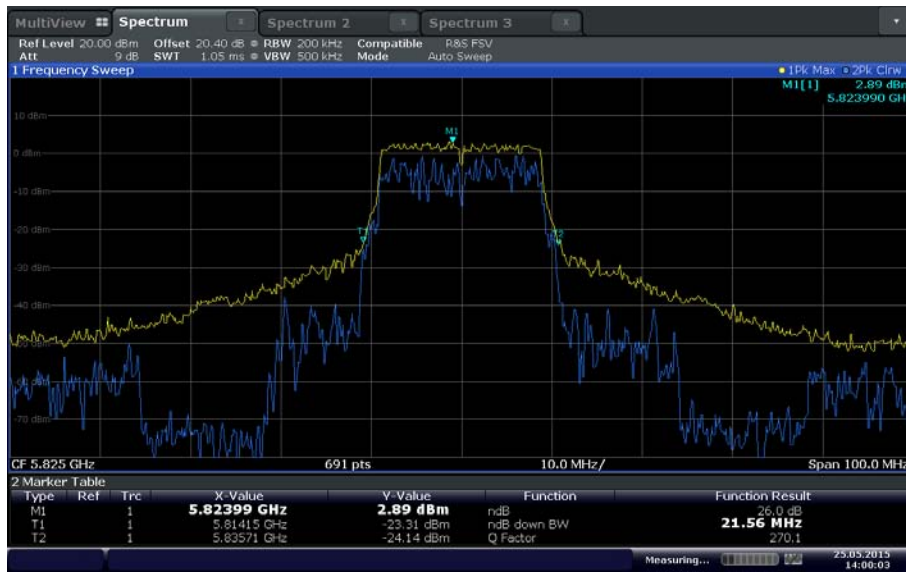 MultiView Spectrum x Spectrum 2 x Spectrum 3 x
Ref Level 20.00 dBm Offset 20.40 dB RBW 200 kHz Compatible R&S FSV
Att 9 dB SWT 1.05 ms VBW 500 kHz Mode Auto Sweep
1 Frequency Sweep 1Pk Max 2Pk Clrw
M1[1] 2.89 dBm
5.823990 GH
10 dBm
M1
0 dBm
-10 dBm
-20 dBm
T1 T2
-30 dBm
-40 dBm
-70 dBm
CF 5.825 GHz 691 pts 10.0 MHz/ Span 100.0 MHz
2 Marker Table
Type Ref Trc X-Value Y-Value Function Function Result
M1 1 5.82399 GHz 2.89 dBm ndB 26.0 dB
T1 1 5.81415 GHz -23.31 dBm ndB down BW 21.56 MHz
T2 1 5.83571 GHz -24.14 dBm Q Factor 270.1
Measuring... 25.05.2015
14:00:03